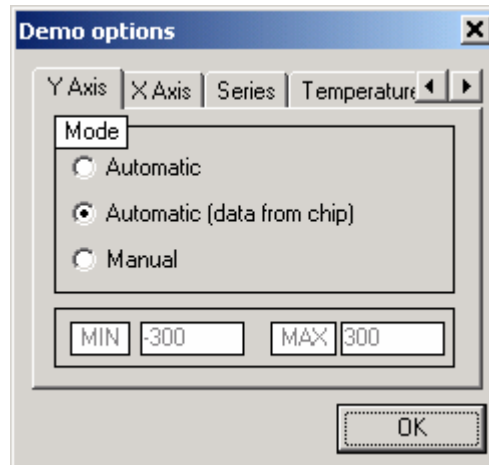 Demo options
Y Axis X Axis Series Temperature
Mode
Automatic
Automatic (data from chip)
Manual
MIN -300 MAX 300
OK